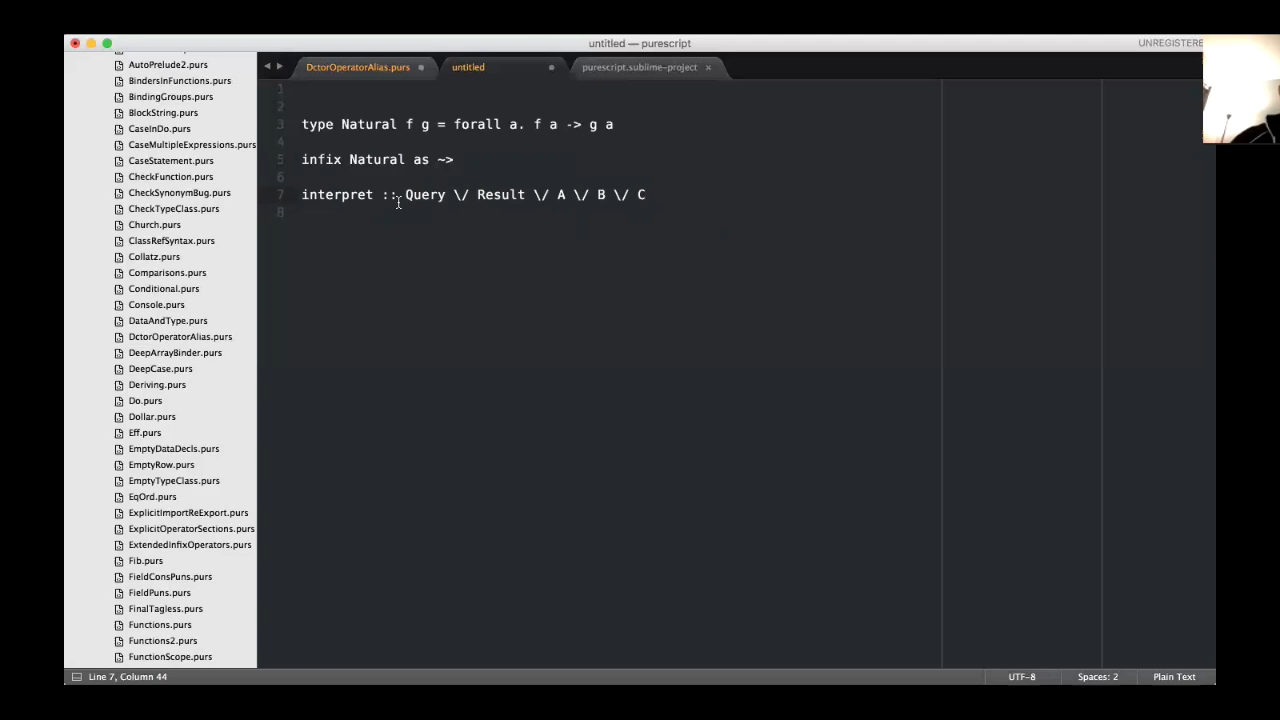 untitled — purescript
UNREGISTERE
AutoPrelude2.purs
BindersInFunctions.purs
BindingGroups.purs
BlockString.purs
CaseInDo.purs
CaseMultipleExpressions.purs
CaseStatement.purs
CheckFunction.purs
CheckSynonymBug.purs
CheckTypeClass.purs
Church.purs
ClassRefSyntax.purs
Collatz.purs
Comparisons.purs
Conditional.purs
Console.purs
DataAndType.purs
DctorOperatorAlias.purs
DeepArrayBinder.purs
DeepCase.purs
Deriving.purs
Do.purs
Dollar.purs
Eff.purs
EmptyDataDecls.purs
EmptyRow.purs
EmptyTypeClass.purs
EqOrd.purs
ExplicitImportReExport.purs
ExplicitOperatorSections.purs
ExtendedInfixOperators.purs
Fib.purs
FieldConsPuns.purs
FieldPuns.purs
FinalTagless.purs
Functions.purs
Functions2.purs
FunctionScope.purs
DctorOperatorAlias.purs untitled purescript.sublime-project
1
2
3 type Natural f g = forall a. f a -> g a
4
5 infix Natural as ~>
6
7 interpret :: Query \/ Result \/ A \/ B \/ C
8
Line 7, Column 44 UTF-8 Spaces: 2 Plain Text